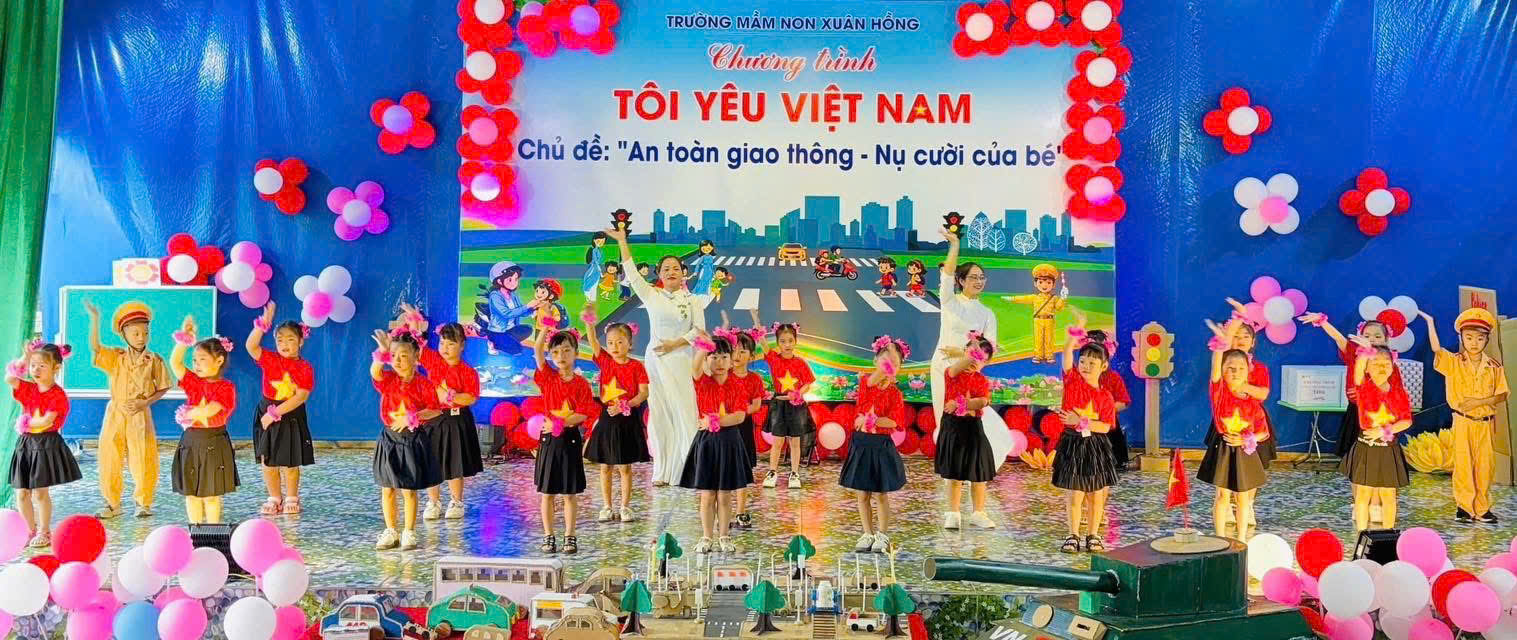 TRƯỜNG MẦM NON XUÂN HỒNG
Chương trình
TÔI YÊU VIỆT NAM
Chủ đề: "An toàn giao thông - Nụ cười của bé"
VN